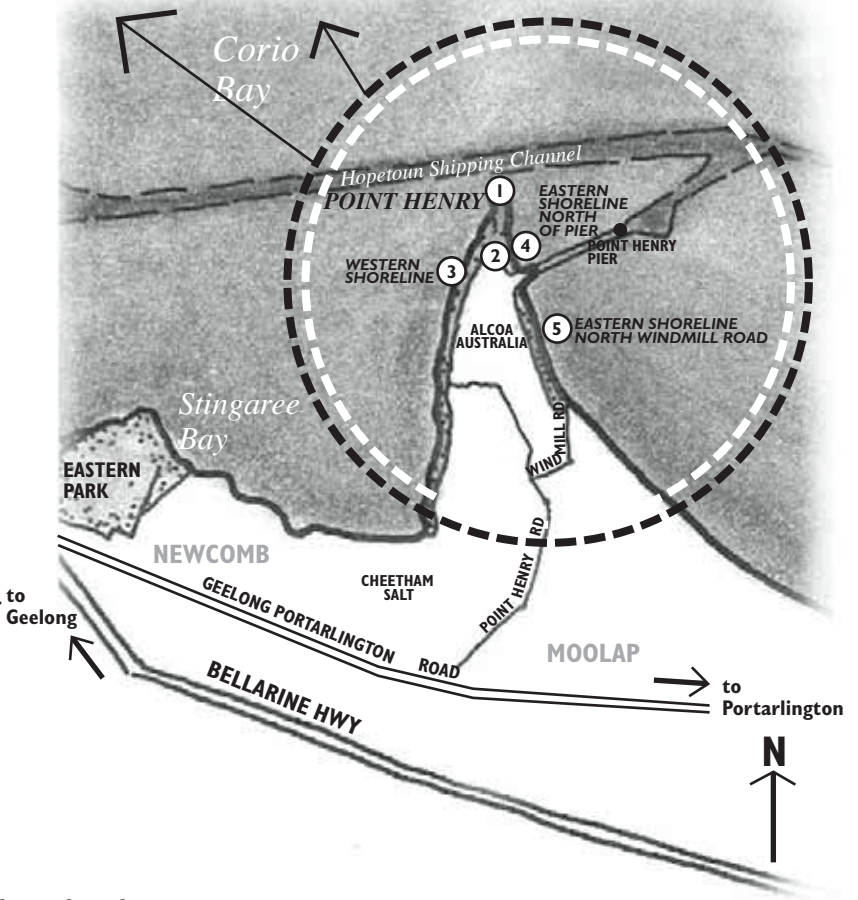 Corio
Bay
Hopetoun Shipping Channel
POINT HENRY
1
EASTERN
SHORELINE
NORTH
OF PIER
4
2
POINT HENRY
PIER
WESTERN
SHORELINE
3
ALCOA
AUSTRALIA
5
EASTERN SHORELINE
NORTH WINDMILL ROAD
Stingaree
Bay
WINDMILL RD
EASTERN
PARK
NEWCOMB
POINT HENRY RD
CHEETHAM
SALT
to
Geelong
GEELONG PORTARLINGTON ROAD
MOOLAP
BELLARINE HWY
to
Portarlington
N